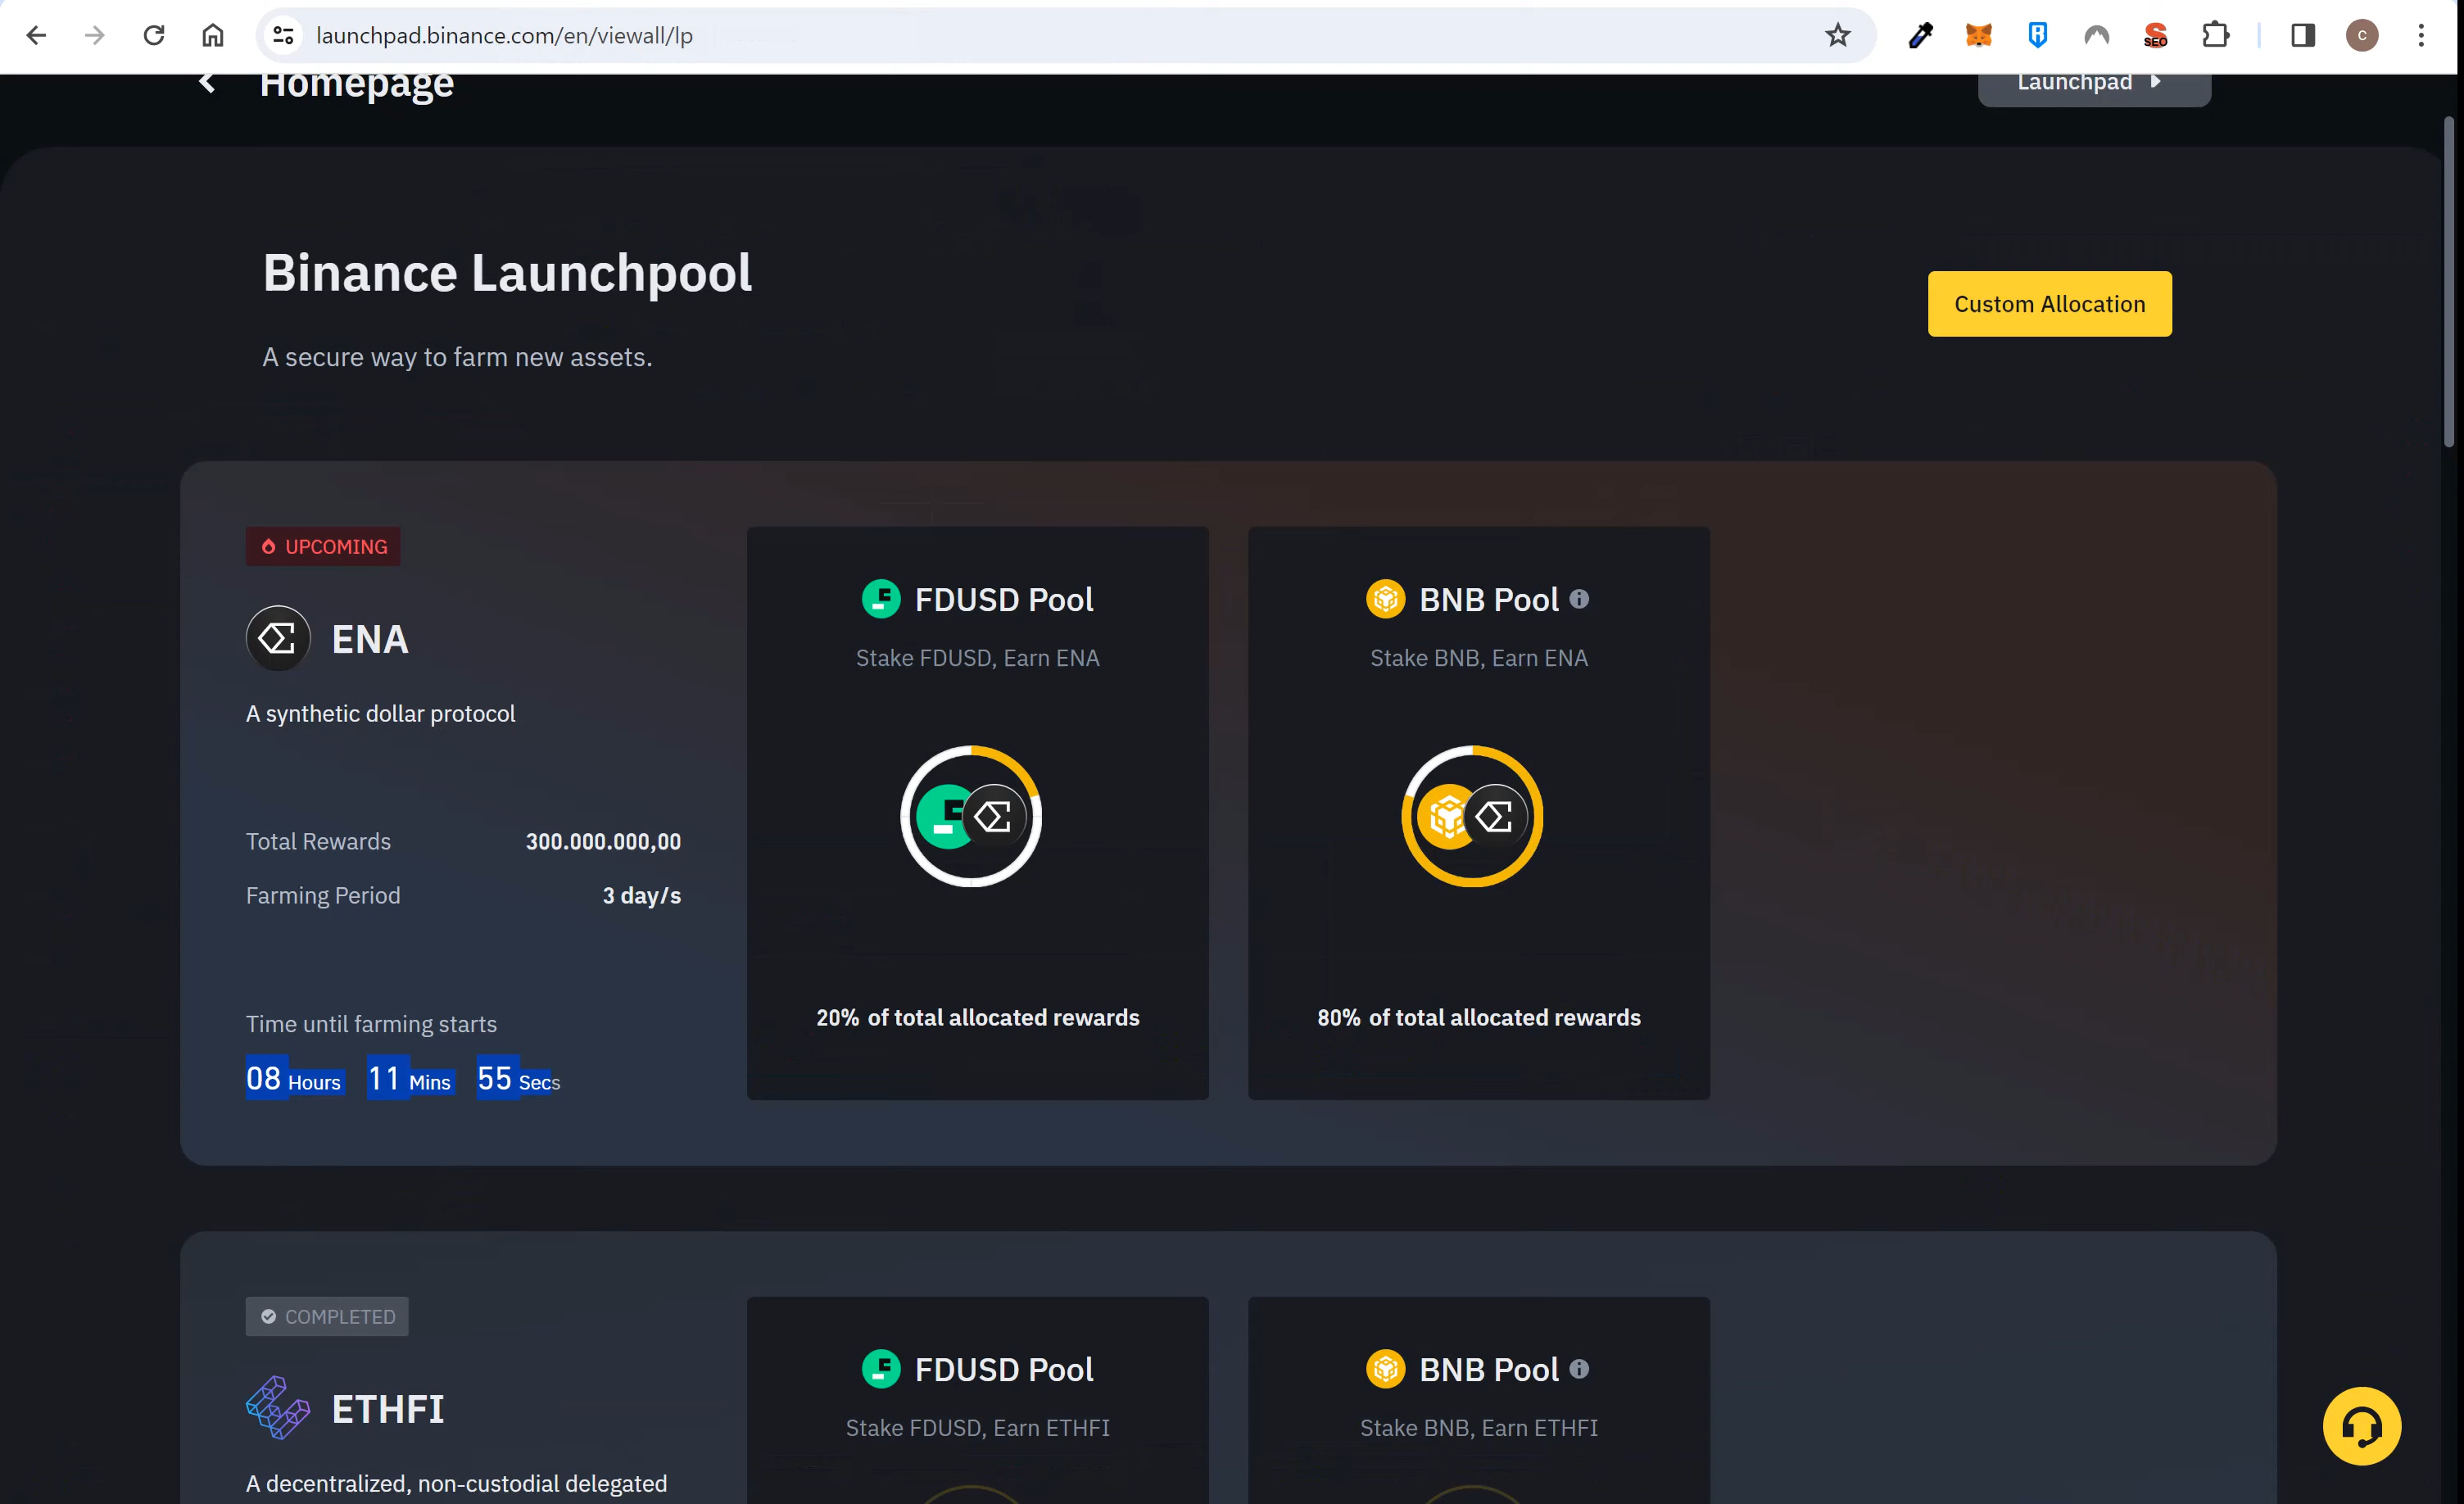 launchpad.binance.com/en/viewall/lp
SEO
C
Homepage
Launchpad
Binance Launchpool
A secure way to farm new assets.
Custom Allocation
UPCOMING
ENA
A synthetic dollar protocol
Total Rewards 300.000.000,00
Farming Period 3 day/s
Time until farming starts
08 Hours 11 Mins 55 Secs
FDUSD Pool
Stake FDUSD, Earn ENA
20% of total allocated rewards
BNB Pool
Stake BNB, Earn ENA
80% of total allocated rewards
COMPLETED
ETHFI
A decentralized, non-custodial delegated
FDUSD Pool
Stake FDUSD, Earn ETHFI
BNB Pool
Stake BNB, Earn ETHFI